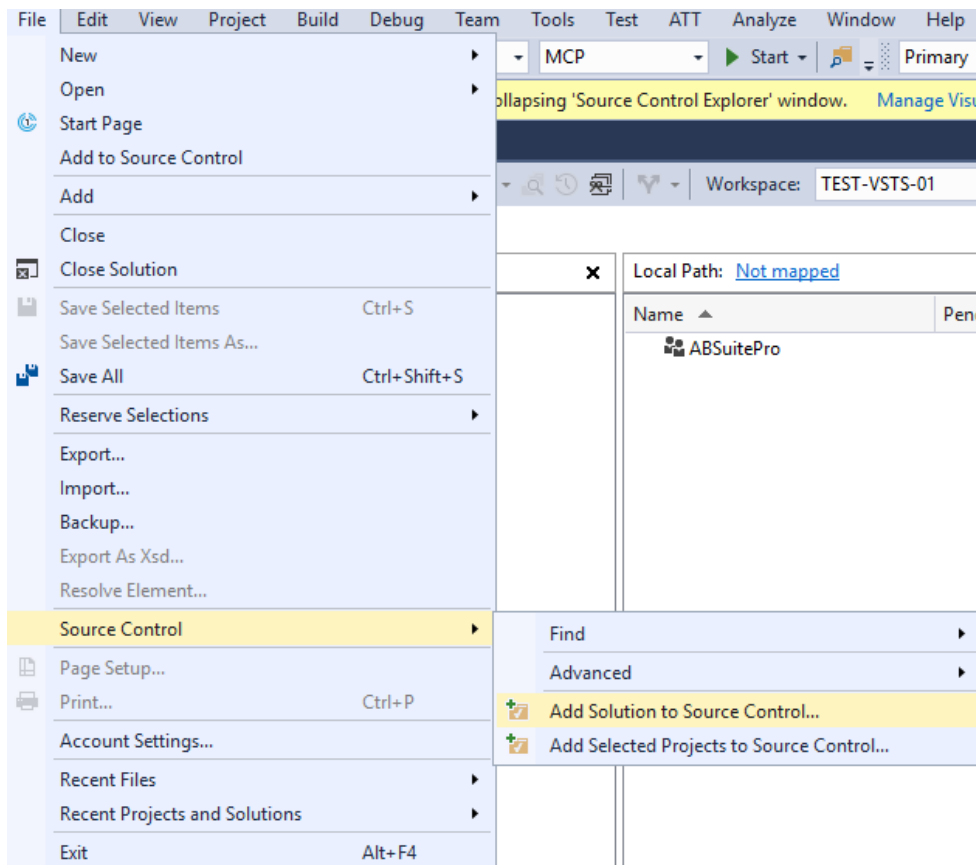 File Edit View Project Build Debug Team Tools Test ATT Analyze Window Help
New
MCP Start Primary
Open
ollapsing 'Source Control Explorer' window. Manage Visu
Start Page
Add to Source Control
Add
Workspace: TEST-VSTS-01
Close
Close Solution
Local Path: Not mapped
Save Selected Items Ctrl+S
Name Pen
Save Selected Items As...
ABSuitePro
Save All Ctrl+Shift+S
Reserve Selections
Export...
Import...
Backup...
Export As Xsd...
Resolve Element...
Source Control
Find
Page Setup...
Advanced
Print... Ctrl+P
Add Solution to Source Control...
Account Settings...
Add Selected Projects to Source Control...
Recent Files
Recent Projects and Solutions
Exit Alt+F4